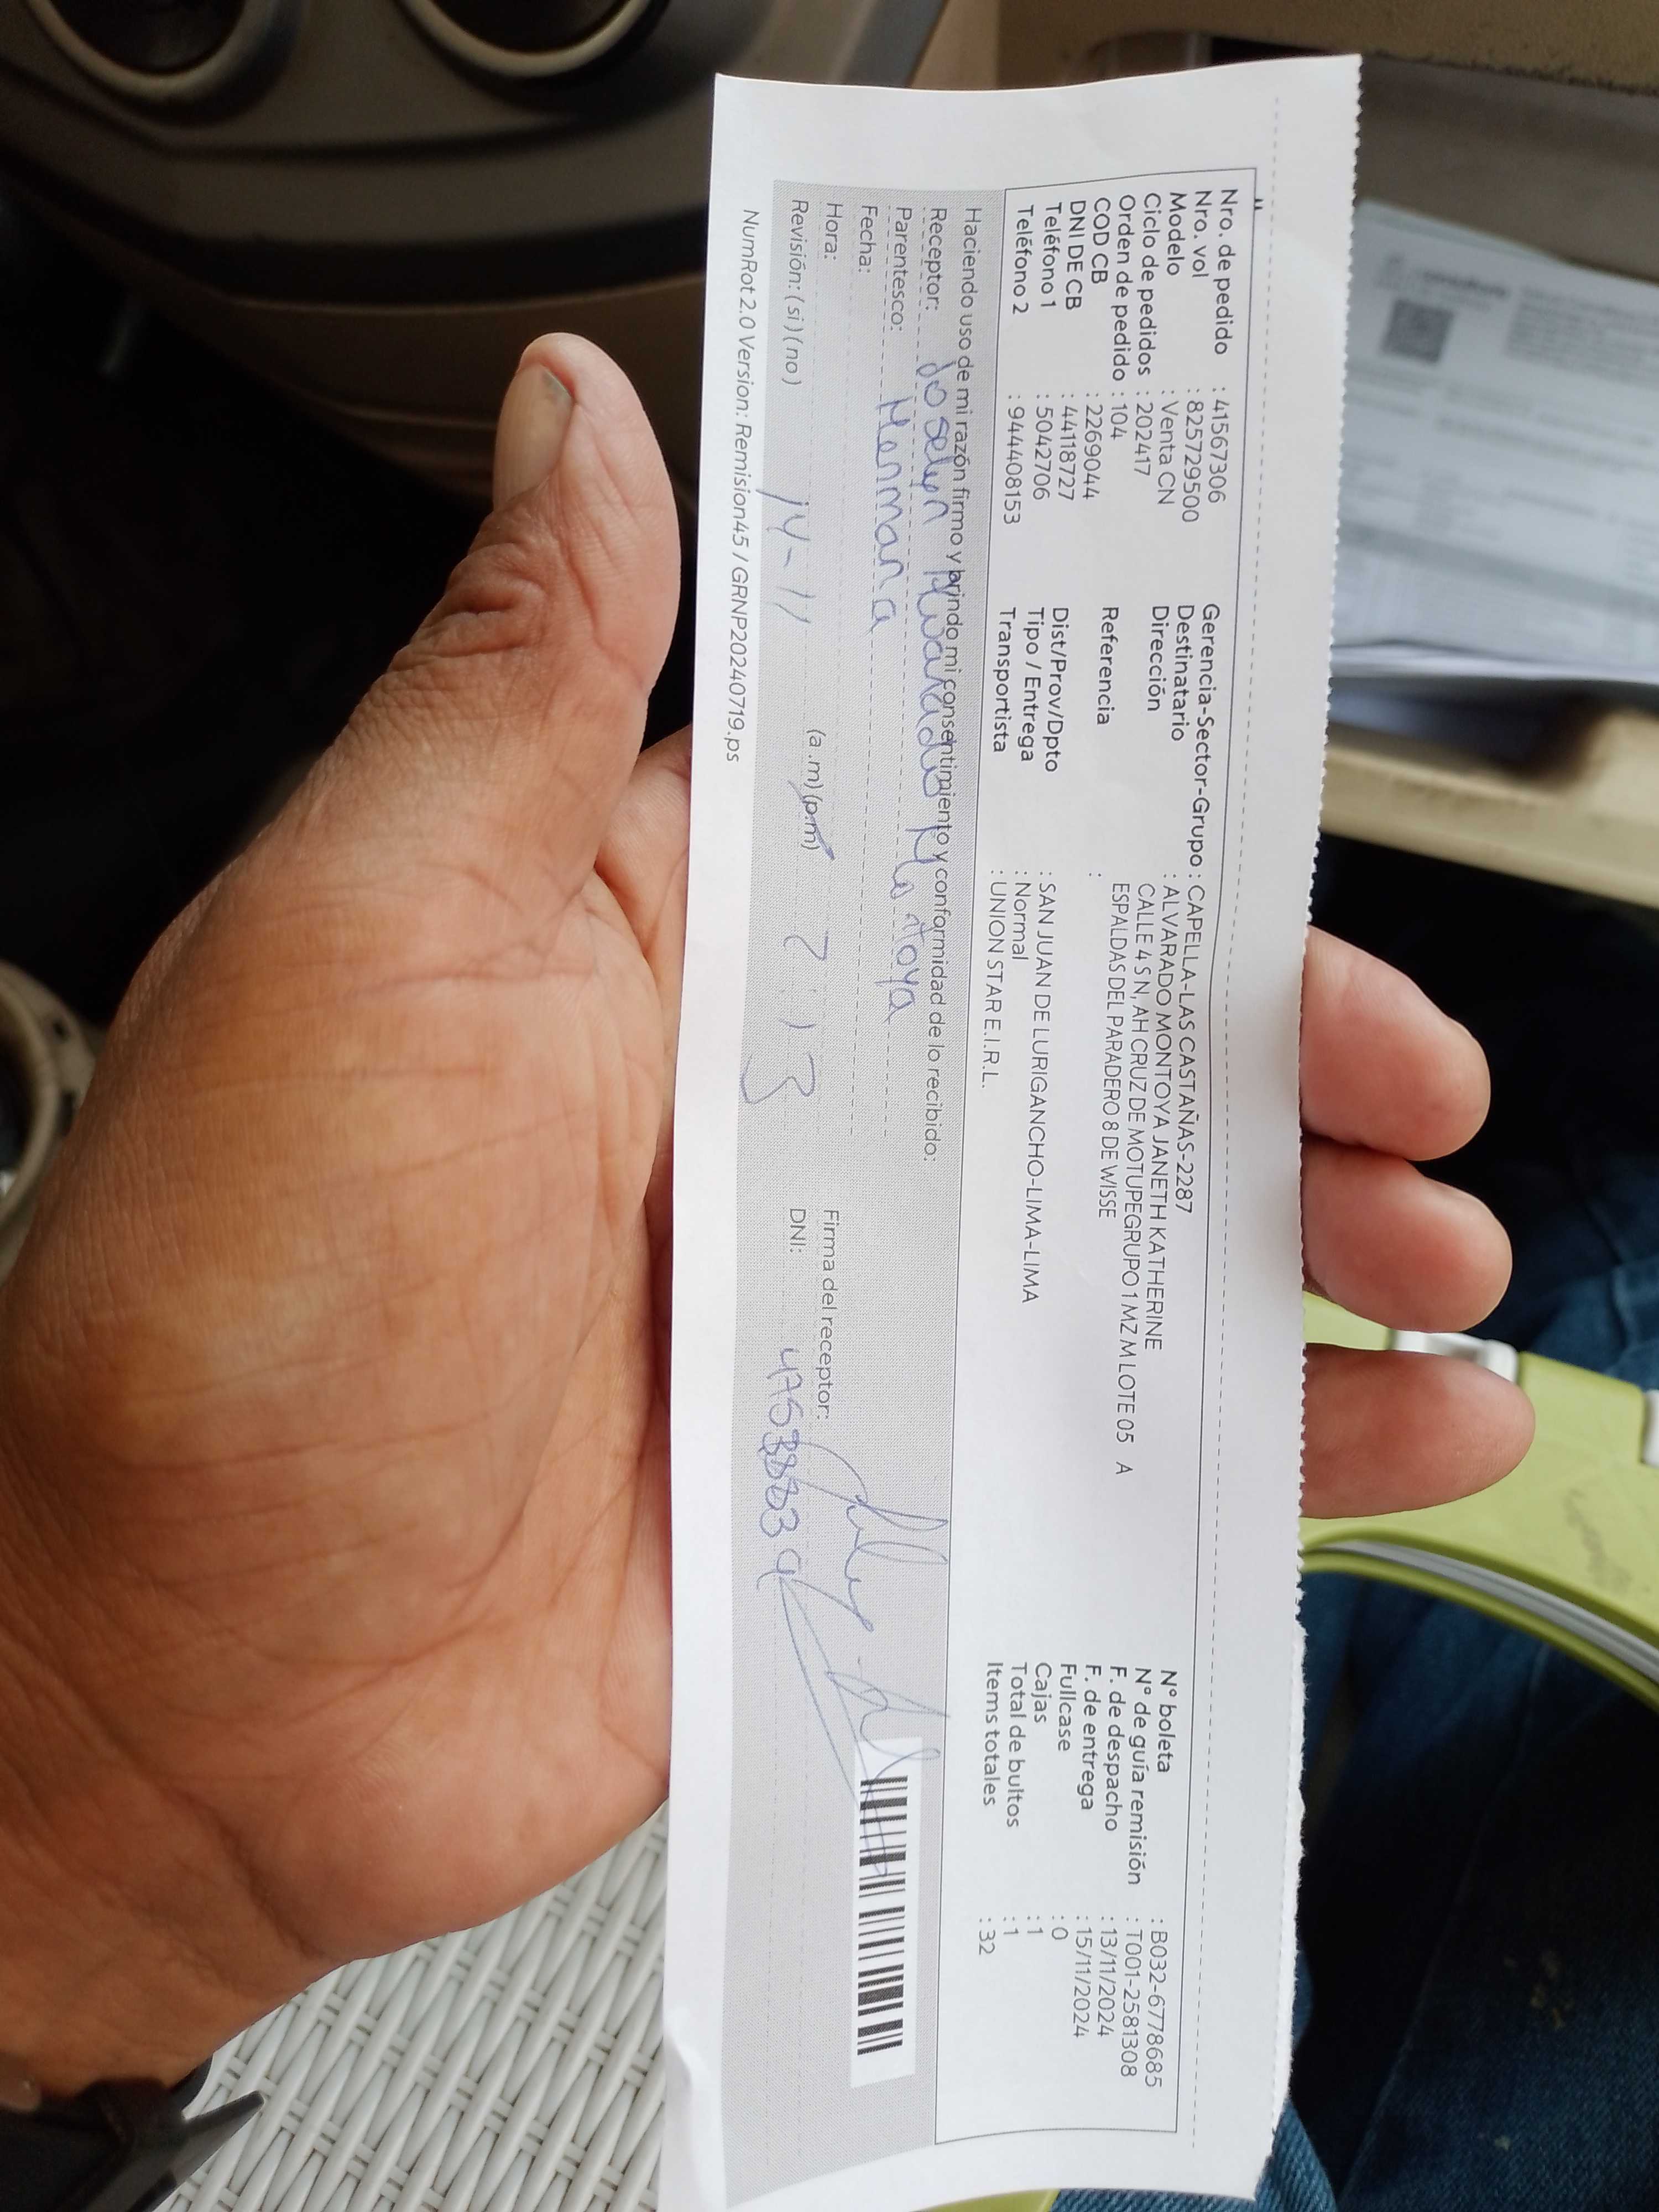 Nro. de pedido : 41567306
Nro. vol : 825729500
Modelo : Venta CN
Ciclo de pedidos : 202417
Orden de pedido : 104
COD CB : 2269044
DNI DE CB : 44118727
Teléfono 1 : 5042706
Teléfono 2 : 944408153
Gerencia-Sector-Grupo : CAPELLA-LAS CASTAÑAS-2287
Destinatario : ALVARADO MONTOYA JANETH KATHERINE
Dirección CALLE 4 S N, AH CRUZ DE MOTUPEGRUPO 1 MZ M LOTE 05 A
ESPALDAS DEL PARADERO 8 DE WISSE
Referencia :
Dist/Prov/Dpto : SAN JUAN DE LURIGANCHO-LIMA-LIMA
Tipo / Entrega : Normal
Transportista : UNION STAR E.I.R.L.
N° boleta : B032-6778685
N° de guía remisión : T001-2581308
F. de despacho : 13/11/2024
F. de entrega : 15/11/2024
Fullcase : 0
Cajas : 1
Total de bultos : 1
Items totales : 32
Haciendo uso de mi razón firmo y brindo mi consentimiento y conformidad de lo recibido:
Receptor: Joselyn Alvarado Montoya
Parentesco: Hermana
Fecha: 14-11
Hora: (a.m) (p.m)
Revisión: (si) (no)
Firma del receptor:
DNI:
NumRot 2.0 Version: Remision45 / GRNP20240719.ps